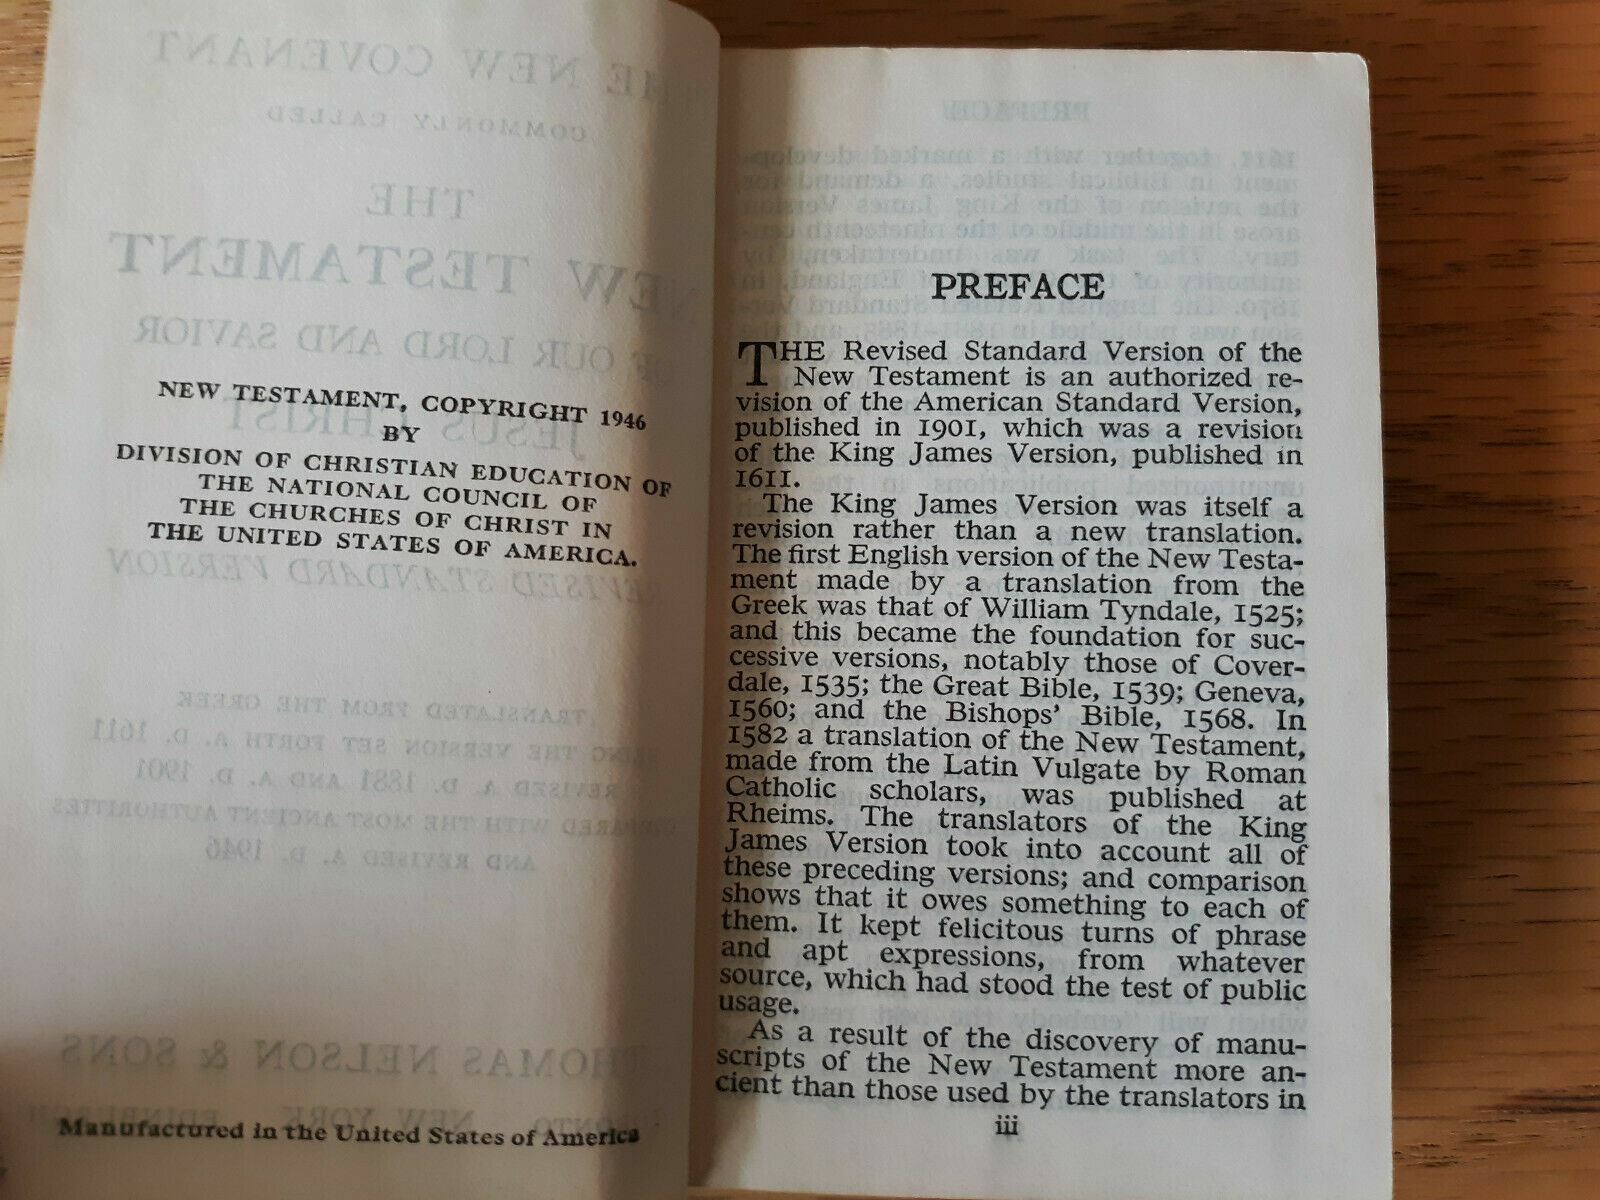 NEW TESTAMENT, COPYRIGHT 1946
BY
DIVISION OF CHRISTIAN EDUCATION OF
THE NATIONAL COUNCIL OF
THE CHURCHES OF CHRIST IN
THE UNITED STATES OF AMERICA.
Manufactured in the United States of America
PREFACE
THE Revised Standard Version of the
New Testament is an authorized re-
vision of the American Standard Version,
published in 1901, which was a revision
of the King James Version, published in
1611.
The King James Version was itself a
revision rather than a new translation.
The first English version of the New Testa-
ment made by a translation from the
Greek was that of William Tyndale, 1525;
and this became the foundation for suc-
cessive versions, notably those of Cover-
dale, 1535; the Great Bible, 1539; Geneva,
1560; and the Bishops' Bible, 1568. In
1582 a translation of the New Testament,
made from the Latin Vulgate by Roman
Catholic scholars, was published at
Rheims. The translators of the King
James Version took into account all of
these preceding versions; and comparison
shows that it owes something to each of
them. It kept felicitous turns of phrase
and apt expressions, from whatever
source, which had stood the test of public
usage.
As a result of the discovery of manu-
scripts of the New Testament more an-
cient than those used by the translators in
iii